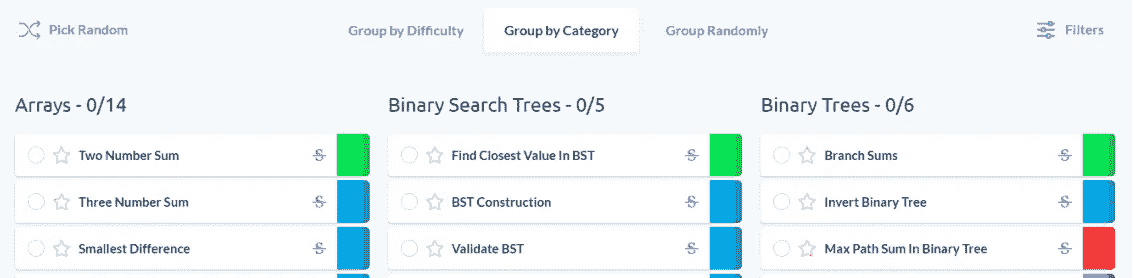 Pick Random
Group by Difficulty
Group by Category
Group Randomly
Filters
Arrays - 0/14
Two Number Sum
Three Number Sum
Smallest Difference
Binary Search Trees - 0/5
Find Closest Value In BST
BST Construction
Validate BST
Binary Trees - 0/6
Branch Sums
Invert Binary Tree
Max Path Sum In Binary Tree